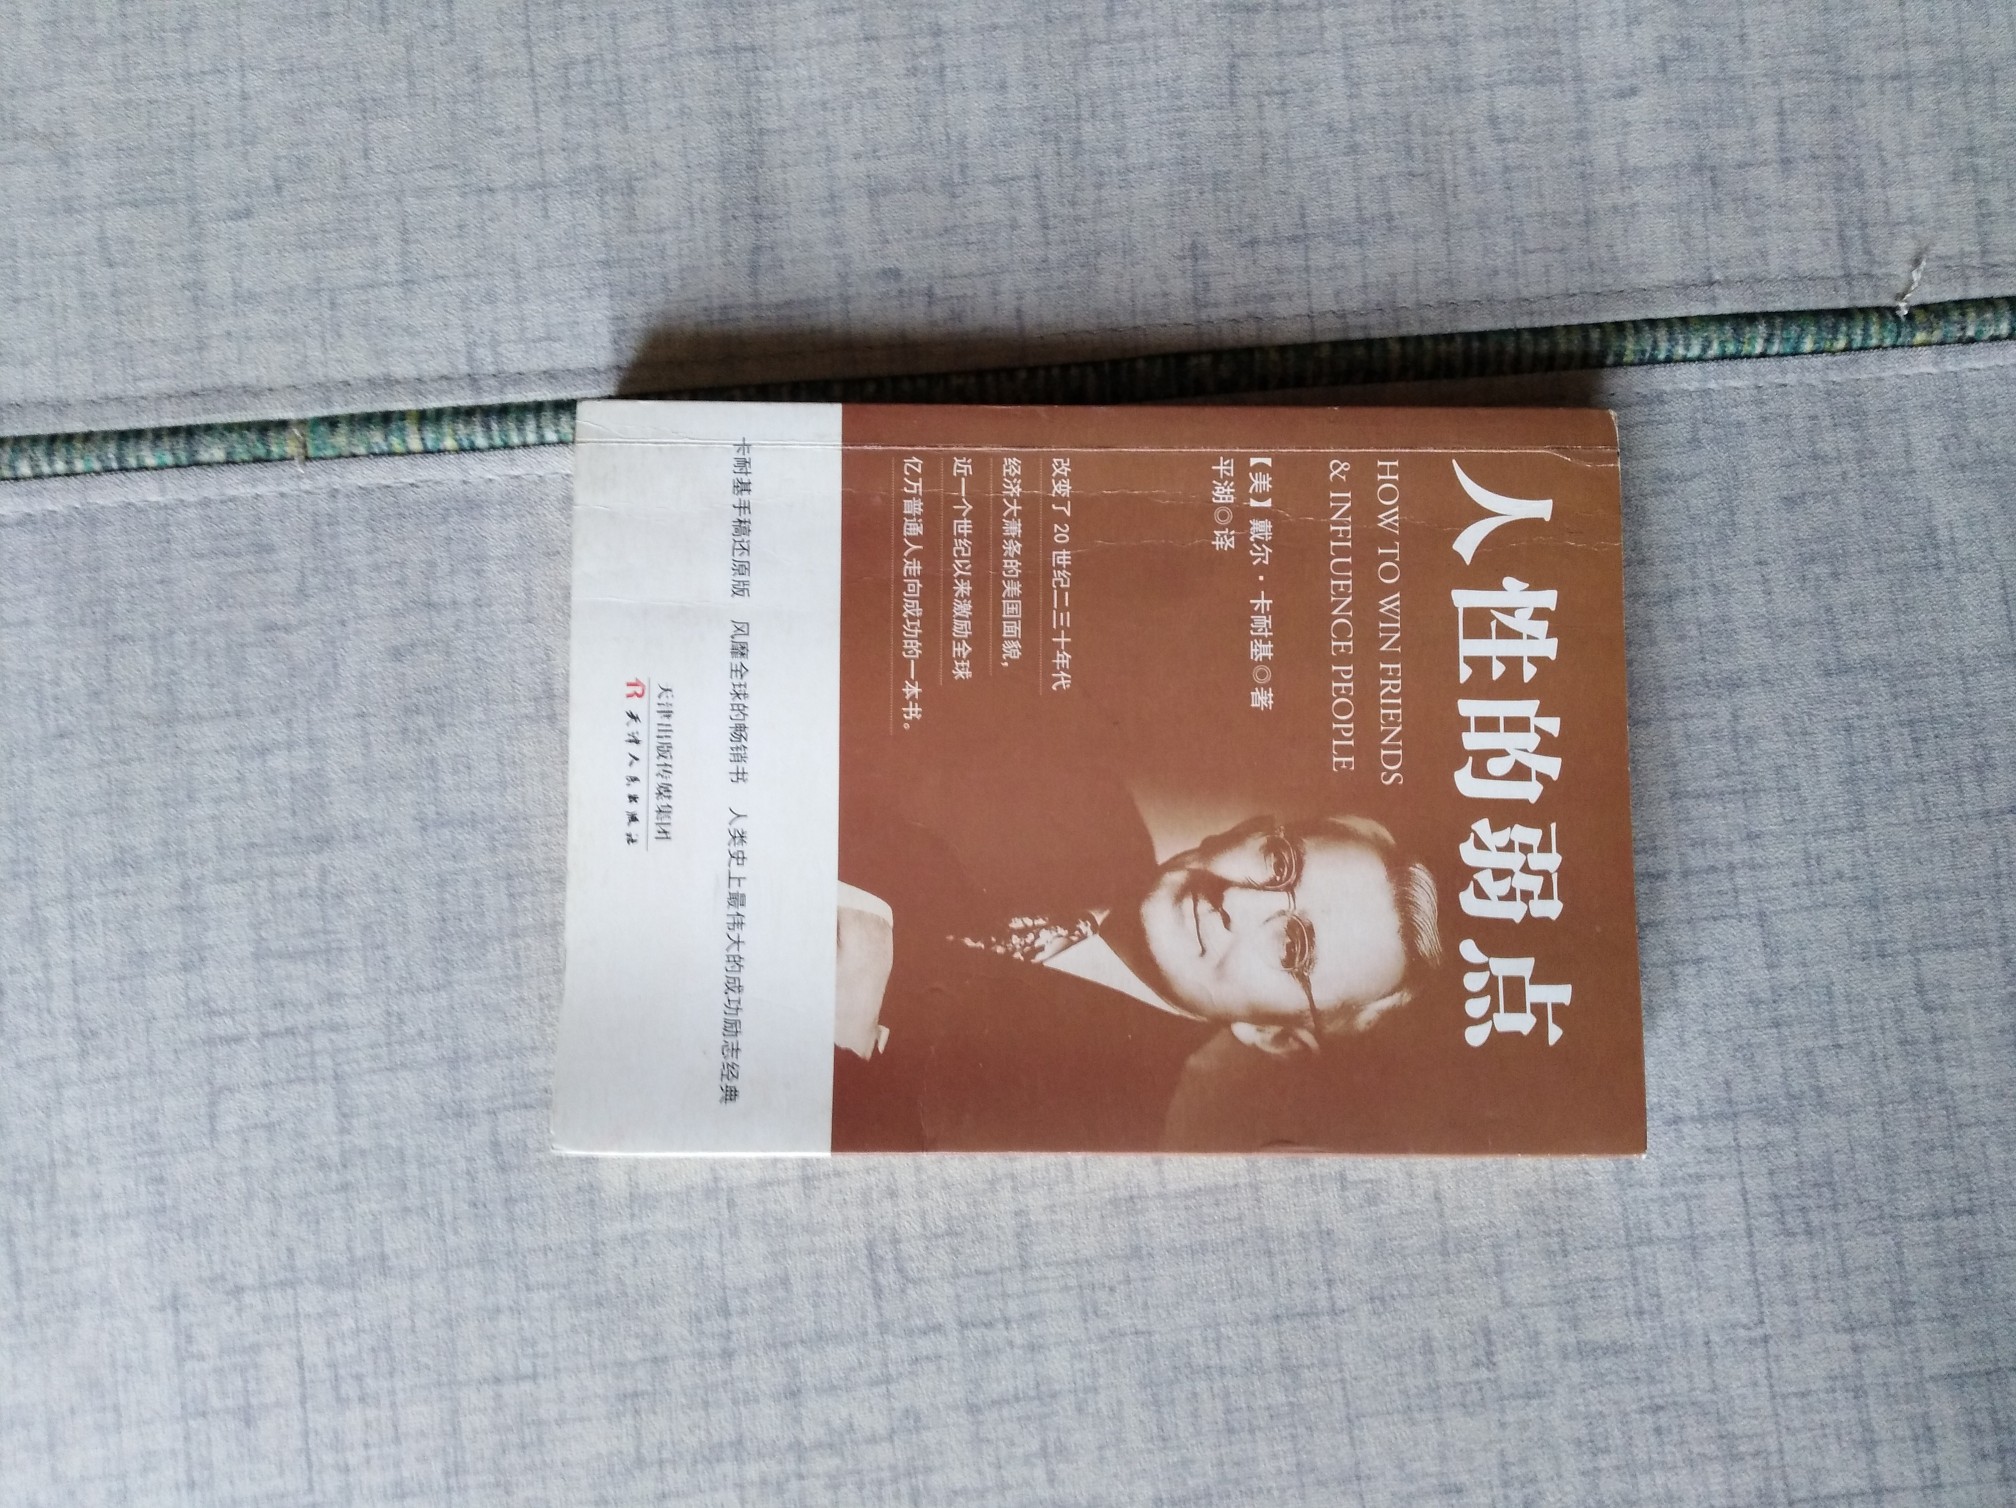 人性的弱点
HOW TO WIN FRIENDS
& INFLUENCE PEOPLE
【美】戴尔·卡耐基◎著
平湖◎译
改变了20世纪二三十年代
经济大萧条的美国面貌，
近一个世纪以来激励全球
亿万普通人走向成功的一本书。
卡耐基手稿还原版 风靡全球的畅销书 人类史上最伟大的成功励志经典
天津出版传媒集团
天津人民出版社